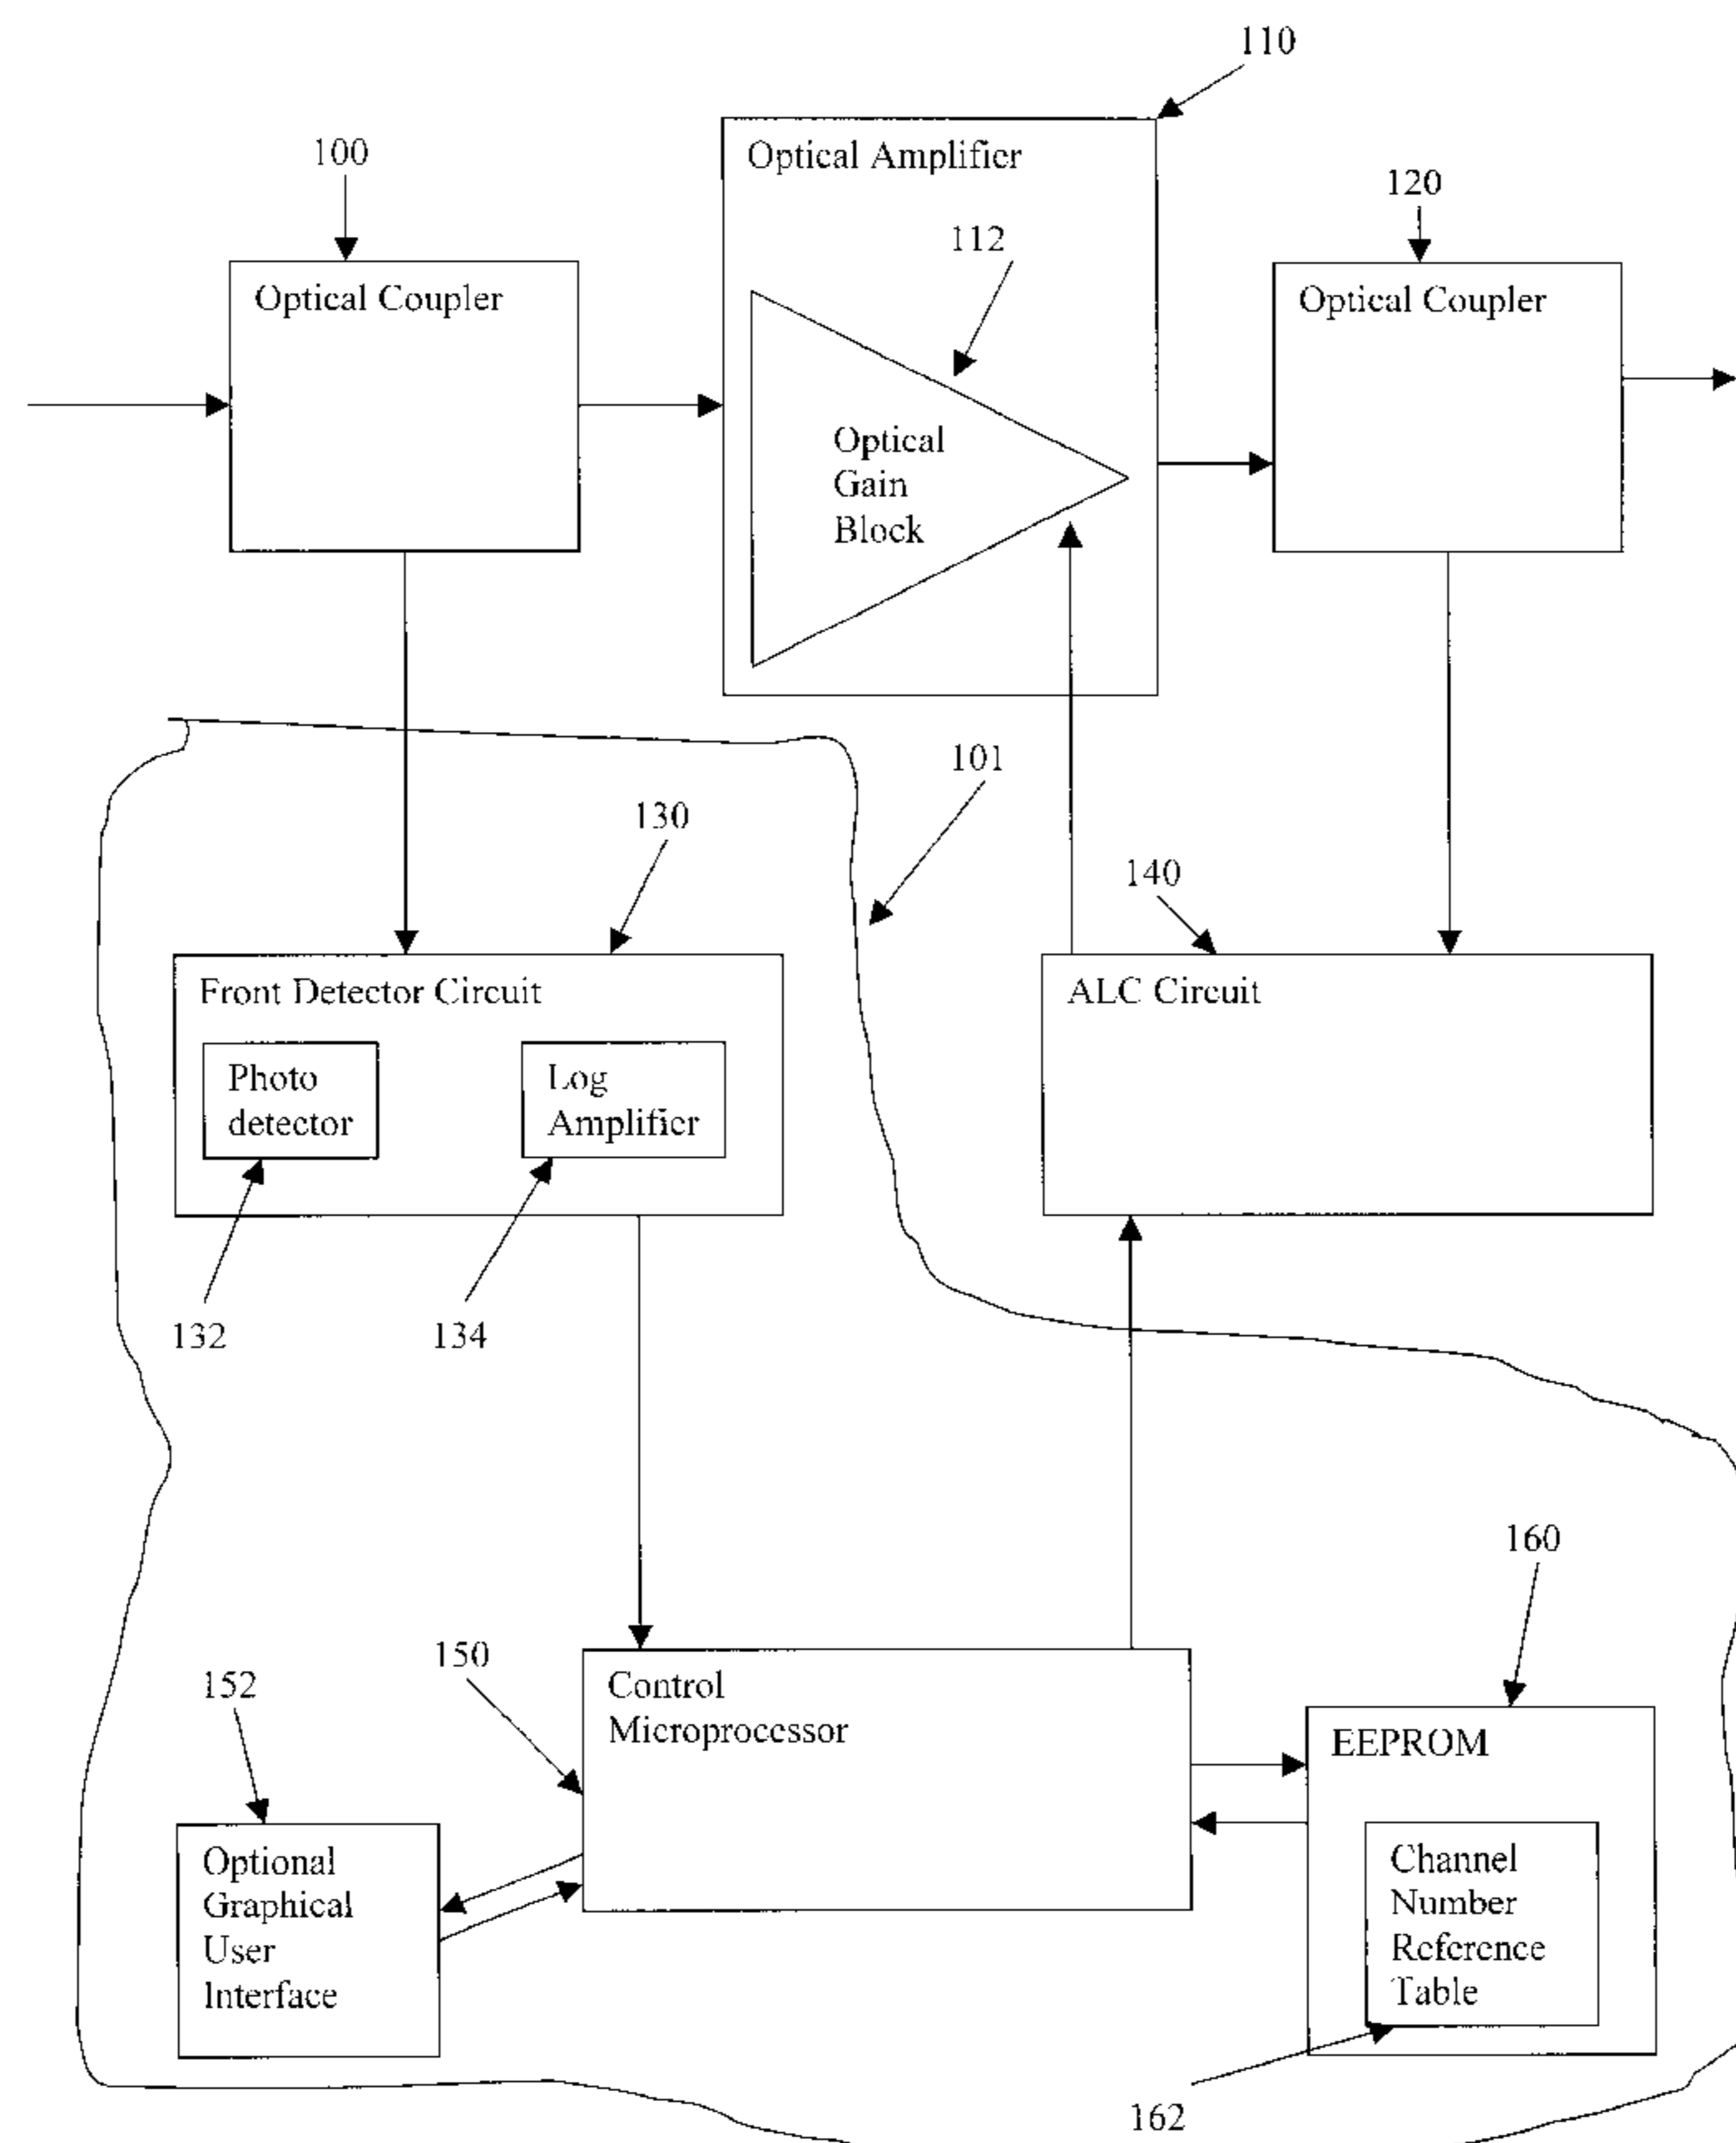 110
100
Optical Amplifier
120
112
Optical Coupler
Optical Coupler
Optical
Gain
Block
101
130
140
Front Detector Circuit
ALC Circuit
Photo
detector
Log
Amplifier
132
134
160
150
152
Control
Microprocessor
EEPROM
Optional
Graphical
User
Interface
Channel
Number
Reference
Table
162